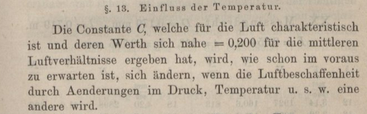 §. 13. Einfluss der Temperatur.
Die Constante C, welche für die Luft charakteristisch
ist und deren Werth sich nahe = 0,200 für die mittleren
Luftverhältnisse ergeben hat, wird, wie schon im voraus
zu erwarten ist, sich ändern, wenn die Luftbeschaffenheit
durch Aenderungen im Druck, Temperatur u. s. w. eine
andere wird.